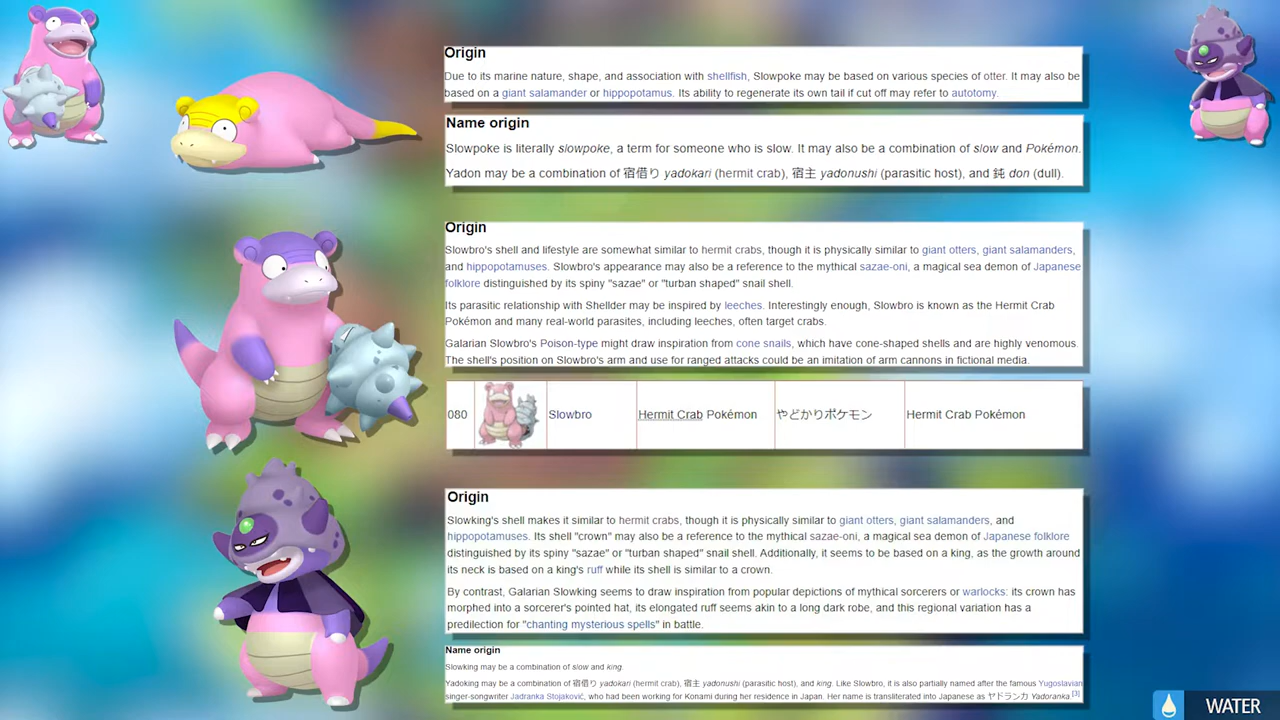 Origin
Due to its marine nature, shape, and association with shellfish, Slowpoke may be based on various species of otter. It may also be
based on a giant salamander or hippopotamus. Its ability to regenerate its own tail if cut off may refer to autotomy.
Name origin
Slowpoke is literally slowpoke, a term for someone who is slow. It may also be a combination of slow and Pokémon.
Yadon may be a combination of 宿借り yadokari (hermit crab), 宿主 yadonushi (parasitic host), and 鈍 don (dull).
Origin
Slowbro's shell and lifestyle are somewhat similar to hermit crabs, though it is physically similar to giant otters, giant salamanders,
and hippopotamuses. Slowbro's appearance may also be a reference to the mythical sazae-oni, a magical sea demon of Japanese
folklore distinguished by its spiny "sazae" or "turban shaped" snail shell.
Its parasitic relationship with Shellder may be inspired by leeches. Interestingly enough, Slowbro is known as the Hermit Crab
Pokémon and many real-world parasites, including leeches, often target crabs.
Galarian Slowbro's Poison-type might draw inspiration from cone snails, which have cone-shaped shells and are highly venomous.
The shell's position on Slowbro's arm and use for ranged attacks could be an imitation of arm cannons in fictional media.
080 Slowbro Hermit Crab Pokémon やどかりポケモン Hermit Crab Pokémon
Origin
Slowking's shell makes it similar to hermit crabs, though it is physically similar to giant otters, giant salamanders, and
hippopotamuses. Its shell "crown" may also be a reference to the mythical sazae-oni, a magical sea demon of Japanese folklore
distinguished by its spiny "sazae" or "turban shaped" snail shell. Additionally, it seems to be based on a king, as the growth around
its neck is based on a king's ruff while its shell is similar to a crown.
By contrast, Galarian Slowking seems to draw inspiration from popular depictions of mythical sorcerers or warlocks: its crown has
morphed into a sorcerer's pointed hat, its elongated ruff seems akin to a long dark robe, and this regional variation has a
predilection for "chanting mysterious spells" in battle.
Name origin
Slowking may be a combination of slow and king.
Yadoking may be a combination of 宿借り yadokari (hermit crab), 宿主 yadonushi (parasitic host), and king. Like Slowbro, it is also partially named after the famous Yugoslavian
singer-songwriter Jadranka Stojaković, who had been working for Konami during her residence in Japan. Her name is transliterated into Japanese as ヤドランカ Yadoranka.[3]
WATER